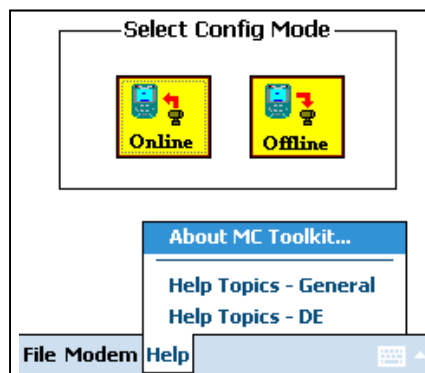 Select Config Mode
Online Offline
About MC Toolkit...
Help Topics - General
Help Topics - DE
File Modem Help